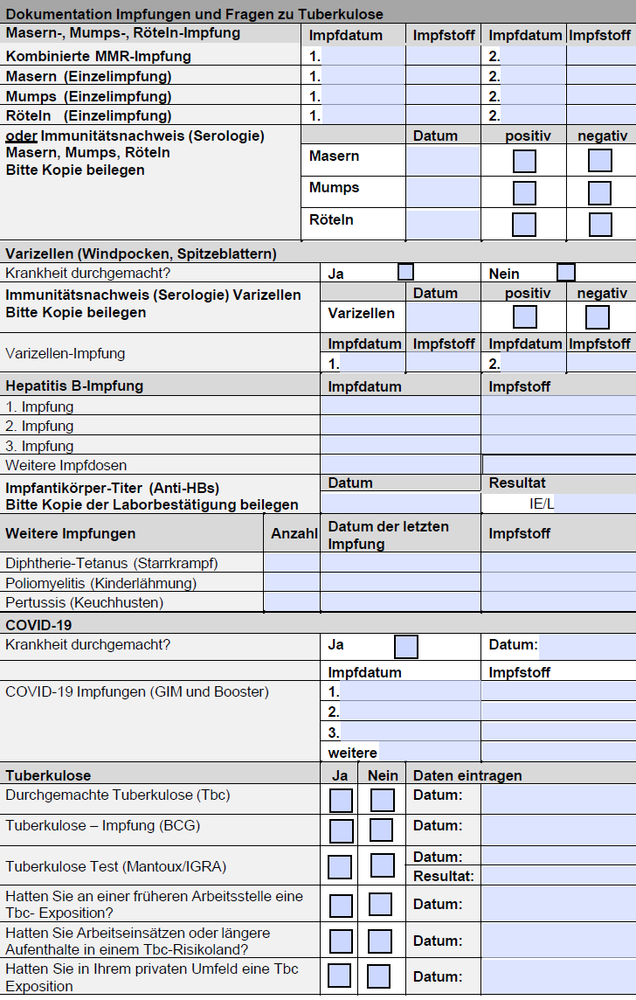 Dokumentation Impfungen und Fragen zu Tuberkulose
Masern-, Mumps-, Röteln-Impfung Impfdatum Impfstoff Impfdatum Impfstoff
Kombinierte MMR-Impfung 1. 2.
Masern (Einzelimpfung) 1. 2.
Mumps (Einzelimpfung) 1. 2.
Röteln (Einzelimpfung) 1. 2.
oder Immunitätsnachweis (Serologie) Datum positiv negativ
Masern, Mumps, Röteln Masern
Bitte Kopie beilegen
Mumps
Röteln
Varizellen (Windpocken, Spitzeblattern)
Krankheit durchgemacht? Ja Nein
Immunitätsnachweis (Serologie) Varizellen Datum positiv negativ
Bitte Kopie beilegen Varizellen
Impfdatum Impfstoff Impfdatum Impfstoff
Varizellen-Impfung 1. 2.
Hepatitis B-Impfung Impfdatum Impfstoff
1. Impfung
2. Impfung
3. Impfung
Weitere Impfdosen
Impfantikörper-Titer (Anti-HBs) Datum Resultat
Bitte Kopie der Laborbestätigung beilegen IE/L
Weitere Impfungen Anzahl Datum der letzten Impfstoff
Impfung
Diphtherie-Tetanus (Starrkrampf)
Poliomyelitis (Kinderlähmung)
Pertussis (Keuchhusten)
COVID-19
Krankheit durchgemacht? Ja Datum:
Impfdatum Impfstoff
COVID-19 Impfungen (GIM und Booster) 1.
2.
3.
weitere
Tuberkulose Ja Nein Daten eintragen
Durchgemachte Tuberkulose (Tbc) Datum:
Tuberkulose – Impfung (BCG) Datum:
Tuberkulose Test (Mantoux/IGRA) Datum:
Resultat:
Hatten Sie an einer früheren Arbeitsstelle eine
Tbc- Exposition? Datum:
Hatten Sie Arbeitseinsätzen oder längere
Aufenthalte in einem Tbc-Risikoland? Datum:
Hatten Sie in Ihrem privaten Umfeld eine Tbc
Exposition Datum: